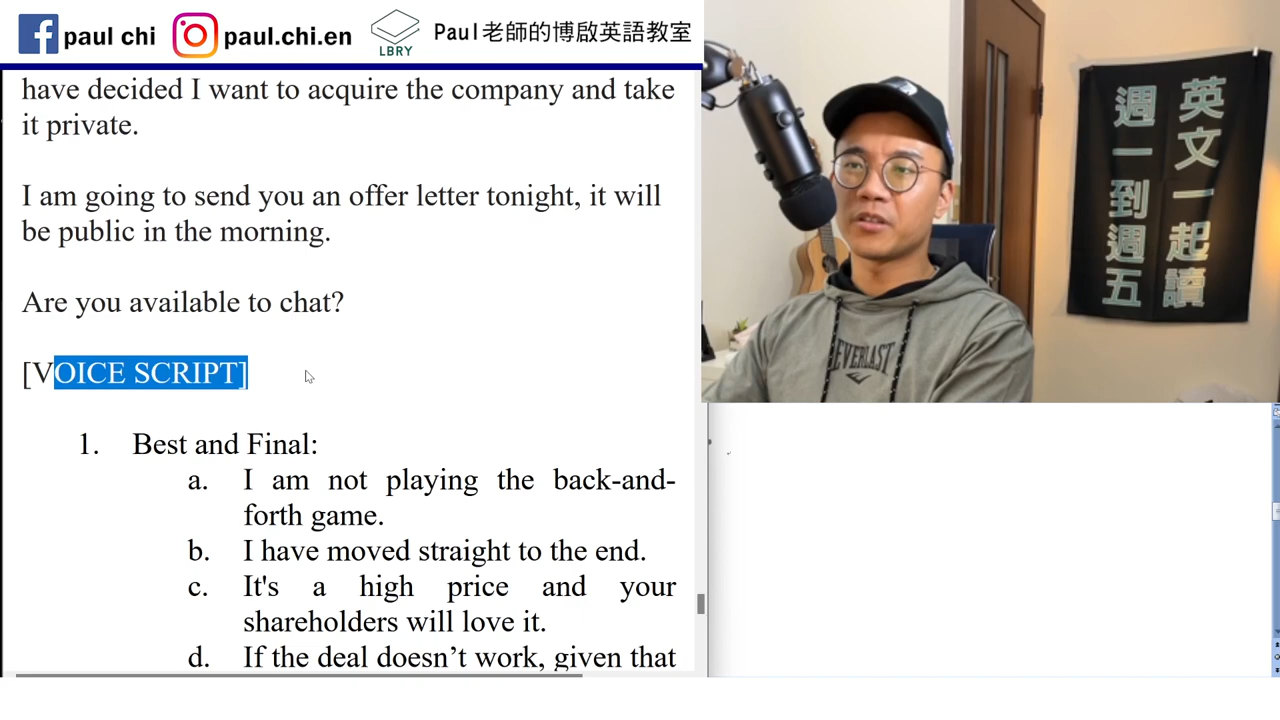 paul chi
paul.chi.en
LBRY
Paul老師的博啟英語教室
have decided I want to acquire the company and take
it private.
I am going to send you an offer letter tonight, it will
be public in the morning.
Are you available to chat?
[VOICE SCRIPT]
1. Best and Final:
a. I am not playing the back-and-
forth game.
b. I have moved straight to the end.
c. It's a high price and your
shareholders will love it.
d. If the deal doesn’t work, given that
英文一起讀
週一到週五
EVERLAST